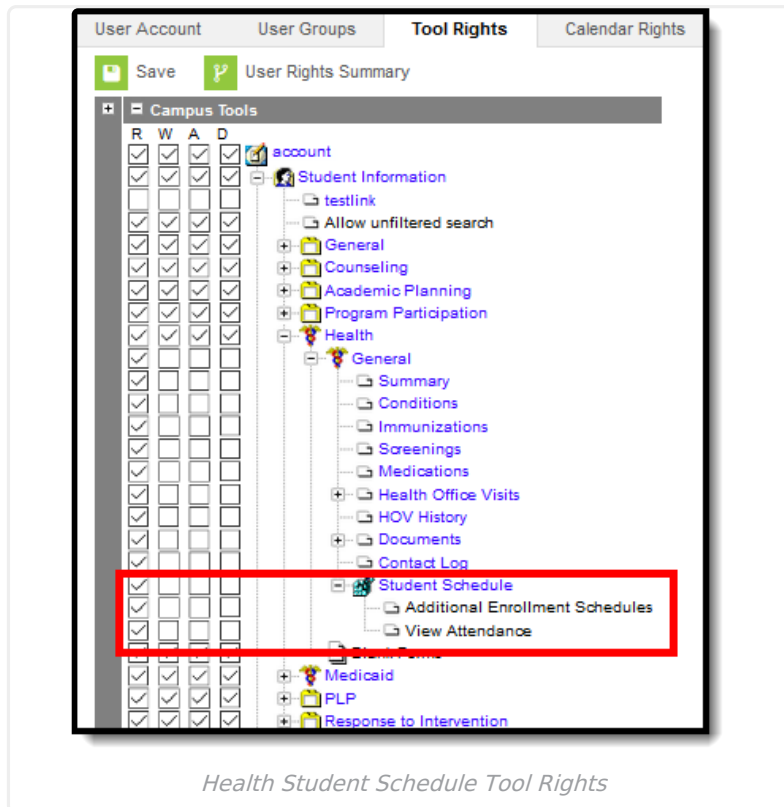 User Account User Groups Tool Rights Calendar Rights
Save User Rights Summary
Campus Tools
R W A D
account
Student Information
testlink
Allow unfiltered search
General
Counseling
Academic Planning
Program Participation
Health
General
Summary
Conditions
Immunizations
Screenings
Medications
Health Office Visits
HOV History
Documents
Contact Log
Student Schedule
Additional Enrollment Schedules
View Attendance
Medicaid
PLP
Response to Intervention
Health Student Schedule Tool Rights